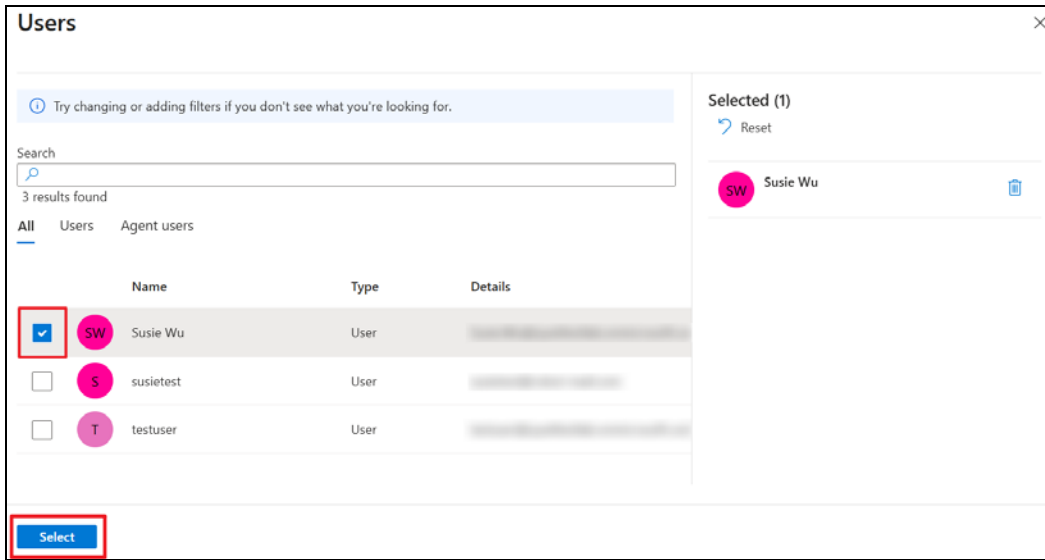 Users
Try changing or adding filters if you don't see what you're looking for.
Search
3 results found
All Users Agent users
Name Type Details
SW Susie Wu User
S susietest User
T testuser User
Select
Selected (1)
Reset
SW Susie Wu